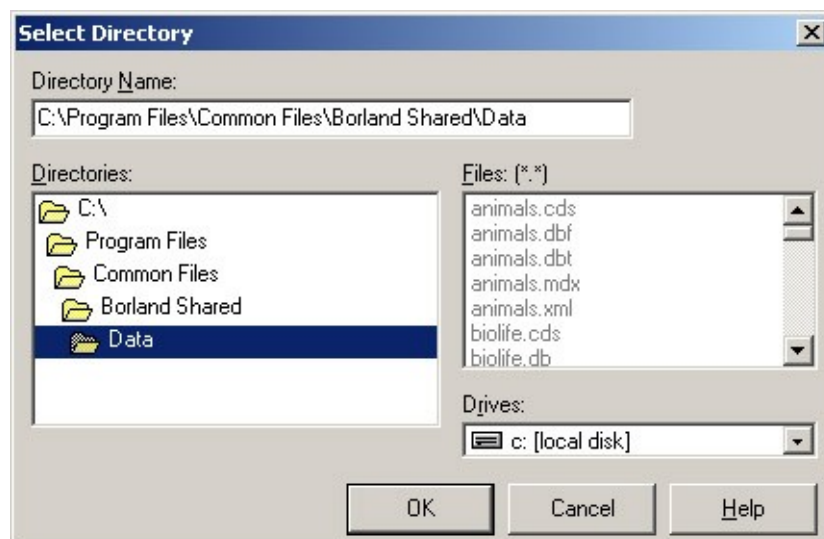 Select Directory
Directory Name:
C:\Program Files\Common Files\Borland Shared\Data
Directories:
C:\
Program Files
Common Files
Borland Shared
Data
Files: (*.*)
animals.cds
animals.dbf
animals.dbt
animals.mdx
animals.xml
biolife.cds
biolife.db
Drives:
c: [local disk]
OK
Cancel
Help